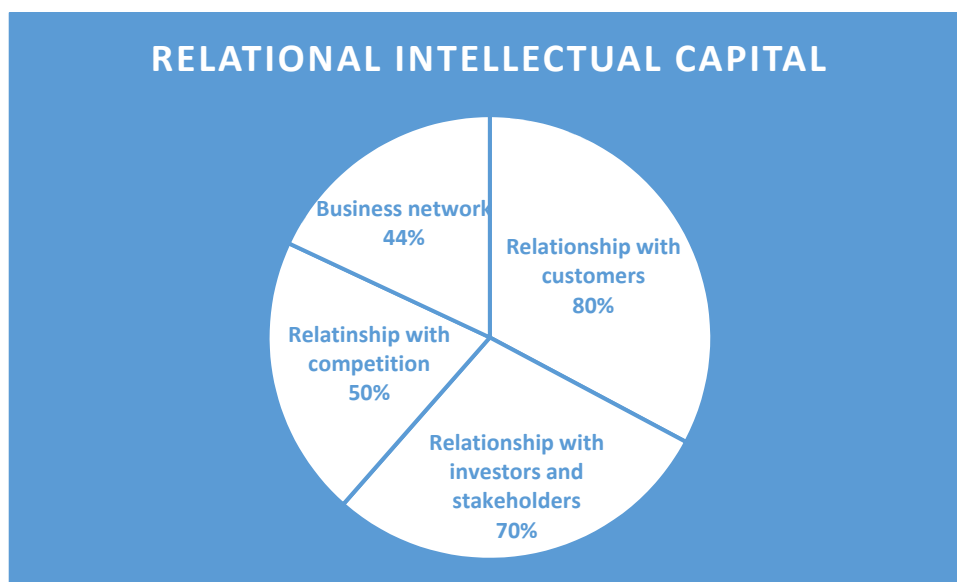 RELATIONAL INTELLECTUAL CAPITAL
Business network
44%
Relationship with
customers
80%
Relatinship with
competition
50%
Relationship with
investors and
stakeholders
70%